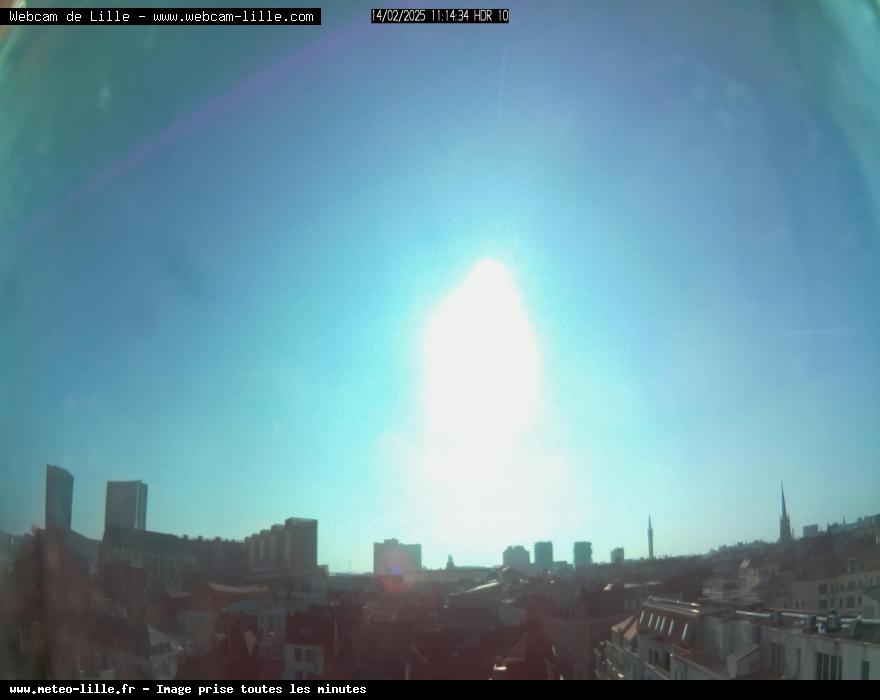 Webcam de Lille - www.webcam-lille.com
14/02/2025 11:14:34 HDR 10
www.meteo-lille.fr - Image prise toutes les minutes